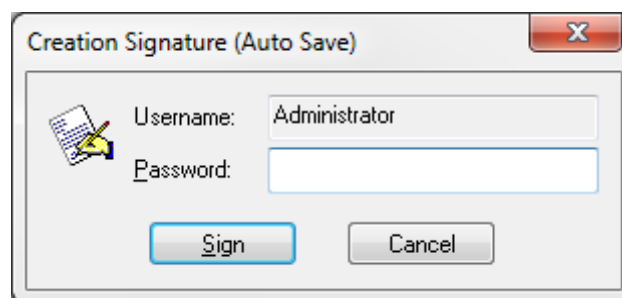 Creation Signature (Auto Save)
Username: Administrator
Password:
Sign Cancel